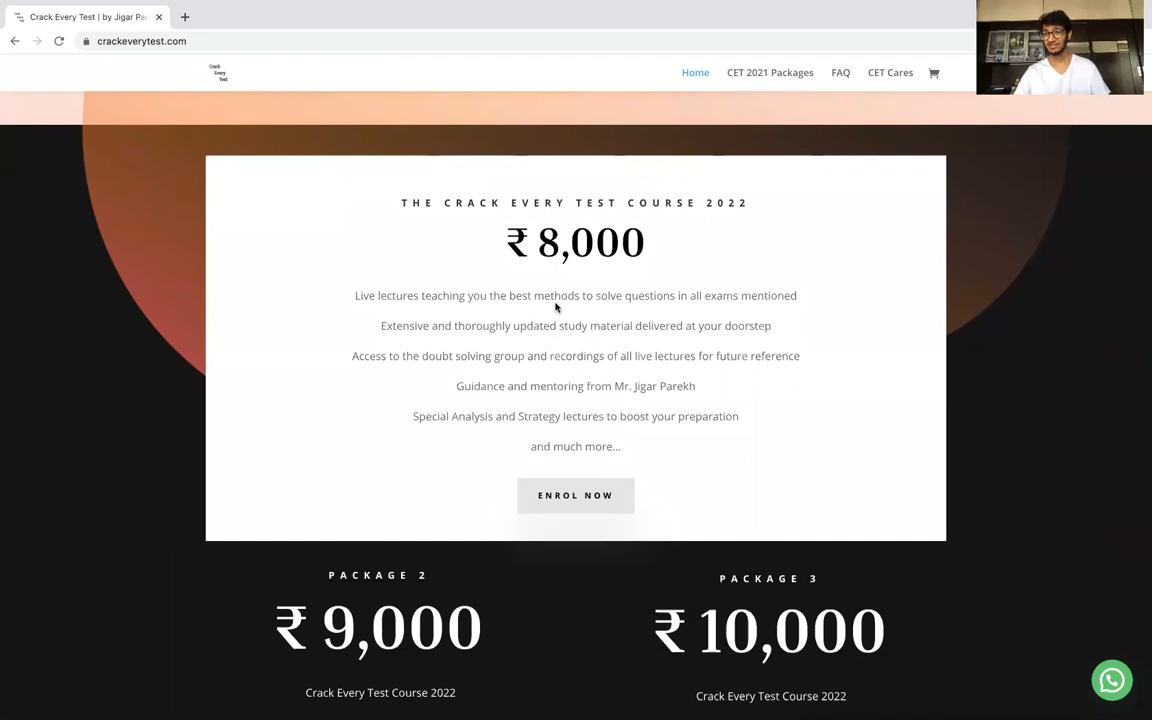 Crack Every Test | by Jigar Pa
crackeverytest.com
Crack
Every
Test
Home
CET 2021 Packages
FAQ
CET Cares
THE CRACK EVERY TEST COURSE 2022
₹ 8,000
Live lectures teaching you the best methods to solve questions in all exams mentioned
Extensive and thoroughly updated study material delivered at your doorstep
Access to the doubt solving group and recordings of all live lectures for future reference
Guidance and mentoring from Mr. Jigar Parekh
Special Analysis and Strategy lectures to boost your preparation
and much more...
ENROL NOW
PACKAGE 2
₹ 9,000
Crack Every Test Course 2022
PACKAGE 3
₹ 10,000
Crack Every Test Course 2022